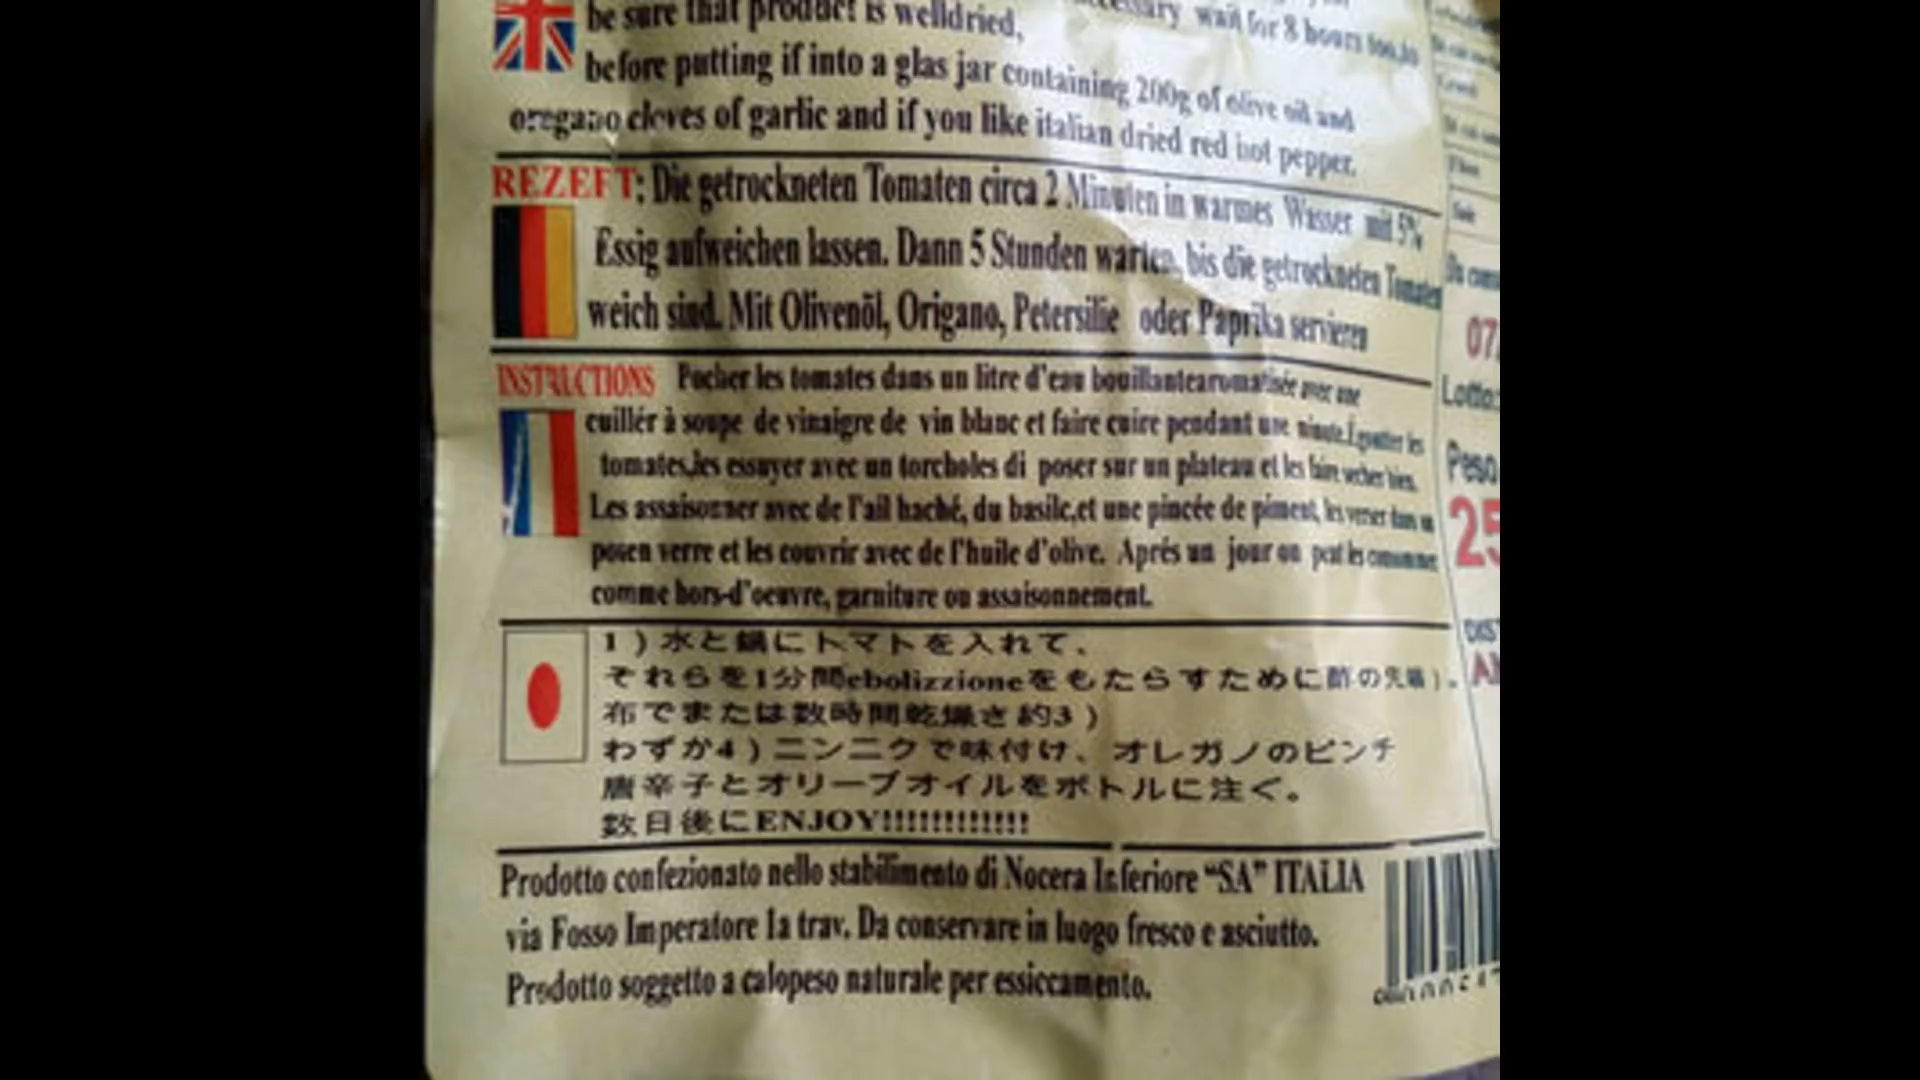 be sure that product is welldried, wait for 8 hours too,to
before putting if into a glas jar containing 200g of olive oil and
oregano cloves of garlic and if you like italian dried red hot pepper.
REZEFT: Die getrockneten Tomaten circa 2 Minuten in warmes Wasser mit 5%
Essig aufweichen lassen. Dann 5 Stunden warten, bis die getrockneten Tomaten
weich sind. Mit Olivenöl, Origano, Petersilie oder Paprika servieren
INSTRUCTIONS Pocher les tomates dans un litre d'eau bouillantearomatisée avec une
cuillér à soupe de vinaigre de vin blanc et faire cuire pendant une minute.Egoutter les
tomates,les essuyer avec un torcholes di poser sur un plateau et les faire secher bien.
Les assaisonner avec de l'ail haché, du basilc,et une pincée de piment, les verser dans un
poten verre et les couvrir avec de l'huile d'olive. Aprés un jour on peut les consommer
comme hors-d'oeuvre, garniture ou assaisonnement.
1）水と鍋にトマトを入れて、
それらを1分間ebolizzioneをもたらすために酢の先端）。
布でまたは数時間乾燥さ約3）
わずか4）ニンニクで味付け、オレガノのピンチ
唐辛子とオリーブオイルをボトルに注ぐ。
数日後にENJOY!!!!!!!!!!!!!
Prodotto confezionato nello stabilimento di Nocera Inferiore “SA” ITALIA
via Fosso Imperatore 1a trav. Da conservare in luogo fresco e asciutto.
Prodotto soggetto a calopeso naturale per essiccamento.
Sale
07
Lotto:
Peso
25